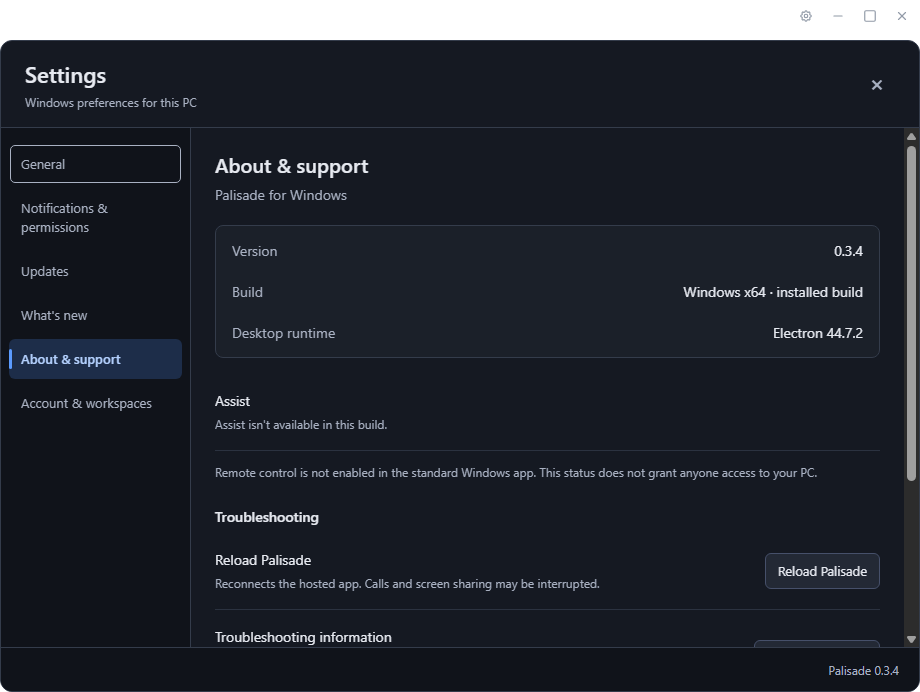 Settings
Windows preferences for this PC
General
Notifications &
permissions
Updates
What's new
About & support
Account & workspaces
About & support
Palisade for Windows
Version 0.3.4
Build Windows x64 · installed build
Desktop runtime Electron 44.7.2
Assist
Assist isn't available in this build.
Remote control is not enabled in the standard Windows app. This status does not grant anyone access to your PC.
Troubleshooting
Reload Palisade
Reconnects the hosted app. Calls and screen sharing may be interrupted.
Reload Palisade
Troubleshooting information
Palisade 0.3.4